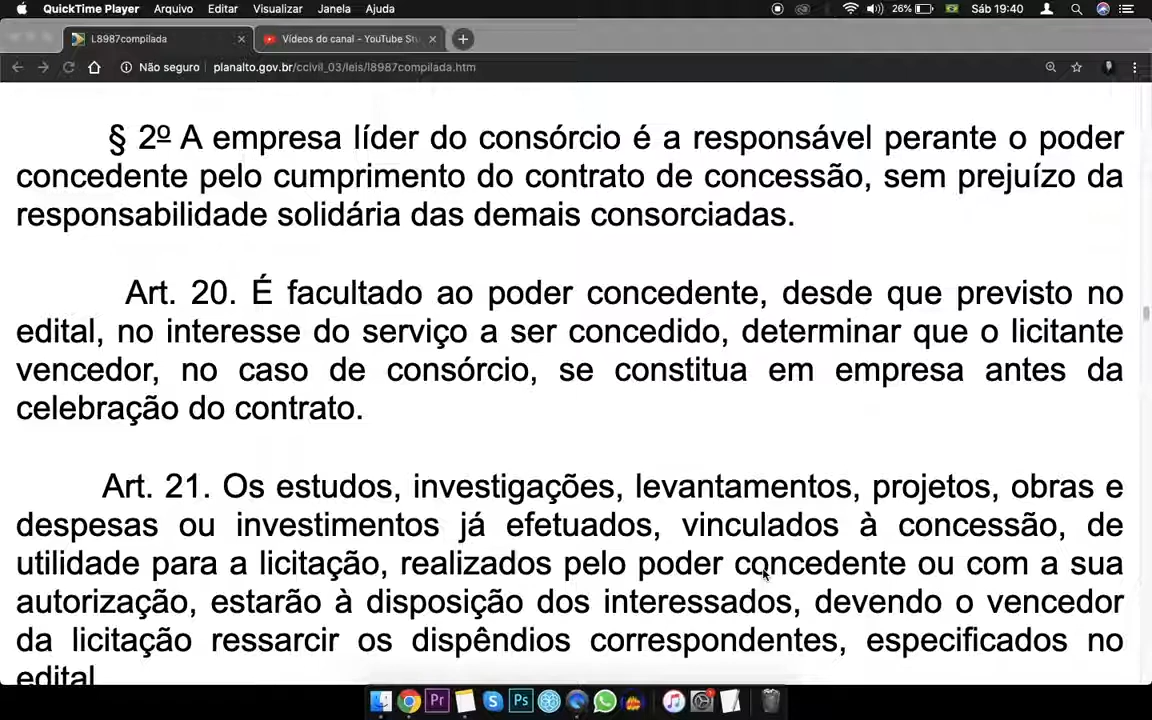 QuickTime Player Arquivo Editar Visualizar Janela Ajuda 26% Sáb 19:40
L8987compilada Vídeos do canal - YouTube St
Não seguro planalto.gov.br/ccivil_03/leis/l8987compilada.htm
§ 2º A empresa líder do consórcio é a responsável perante o poder
concedente pelo cumprimento do contrato de concessão, sem prejuízo da
responsabilidade solidária das demais consorciadas.
Art. 20. É facultado ao poder concedente, desde que previsto no
edital, no interesse do serviço a ser concedido, determinar que o licitante
vencedor, no caso de consórcio, se constitua em empresa antes da
celebração do contrato.
Art. 21. Os estudos, investigações, levantamentos, projetos, obras e
despesas ou investimentos já efetuados, vinculados à concessão, de
utilidade para a licitação, realizados pelo poder concedente ou com a sua
autorização, estarão à disposição dos interessados, devendo o vencedor
da licitação ressarcir os dispêndios correspondentes, especificados no
edital
Pr Ps